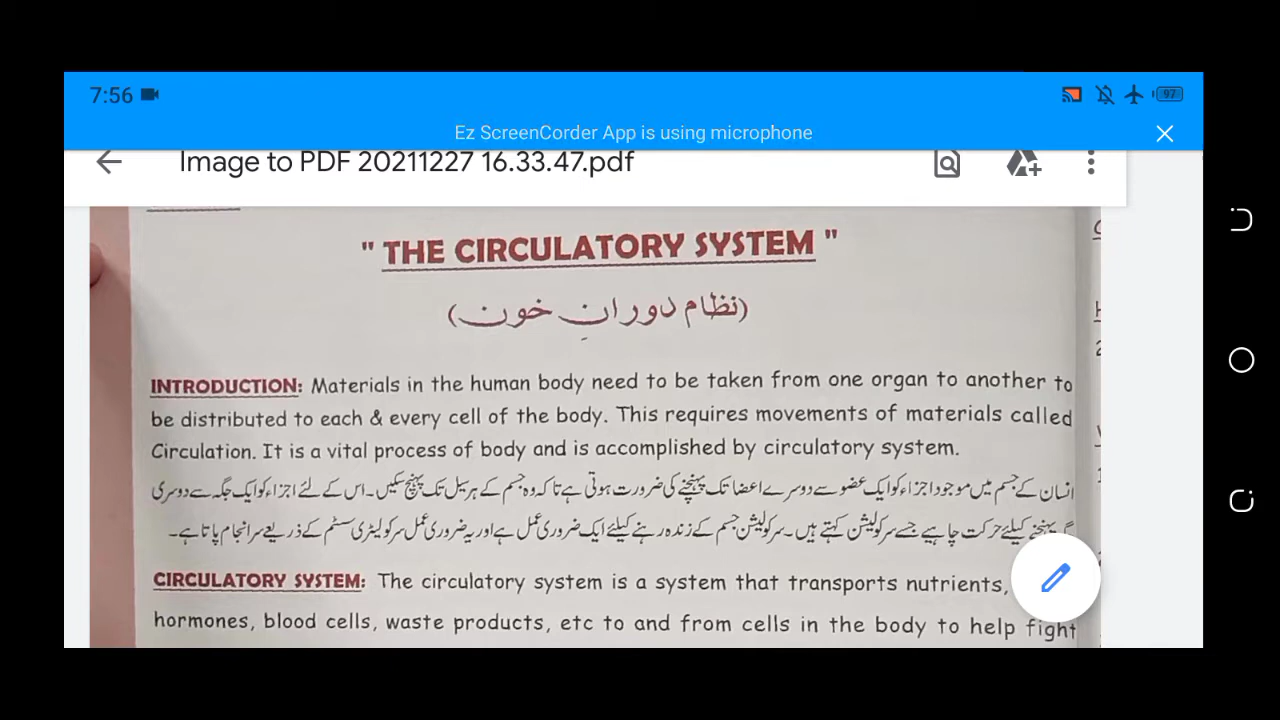 7:56
97
Ez ScreenCorder App is using microphone
Image to PDF 20211227 16.33.47.pdf
" THE CIRCULATORY SYSTEM "
(نظام دورانِ خون)
INTRODUCTION: Materials in the human body need to be taken from one organ to another to
be distributed to each & every cell of the body. This requires movements of materials called
Circulation. It is a vital process of body and is accomplished by circulatory system.
انسان کے جسم میں موجود اجزاء کو ایک عضو سے دوسرے اعضا تک پہنچنے کی ضرورت ہوتی ہے تاکہ وہ جسم کے ہر سیل تک پہنچ سکیں۔ اس کے لئے اجزاء کو ایک جگہ سے دوسری
پہنچنے کیلئے حرکت چاہیے جسے سرکولیشن کہتے ہیں۔ سرکولیشن جسم کے زندہ رہنے کیلئے ایک ضروری عمل ہے اور یہ ضروری عمل سرکولیٹری سسٹم کے ذریعے سرانجام پاتا ہے۔
CIRCULATORY SYSTEM: The circulatory system is a system that transports nutrients,
hormones, blood cells, waste products, etc to and from cells in the body to help fight